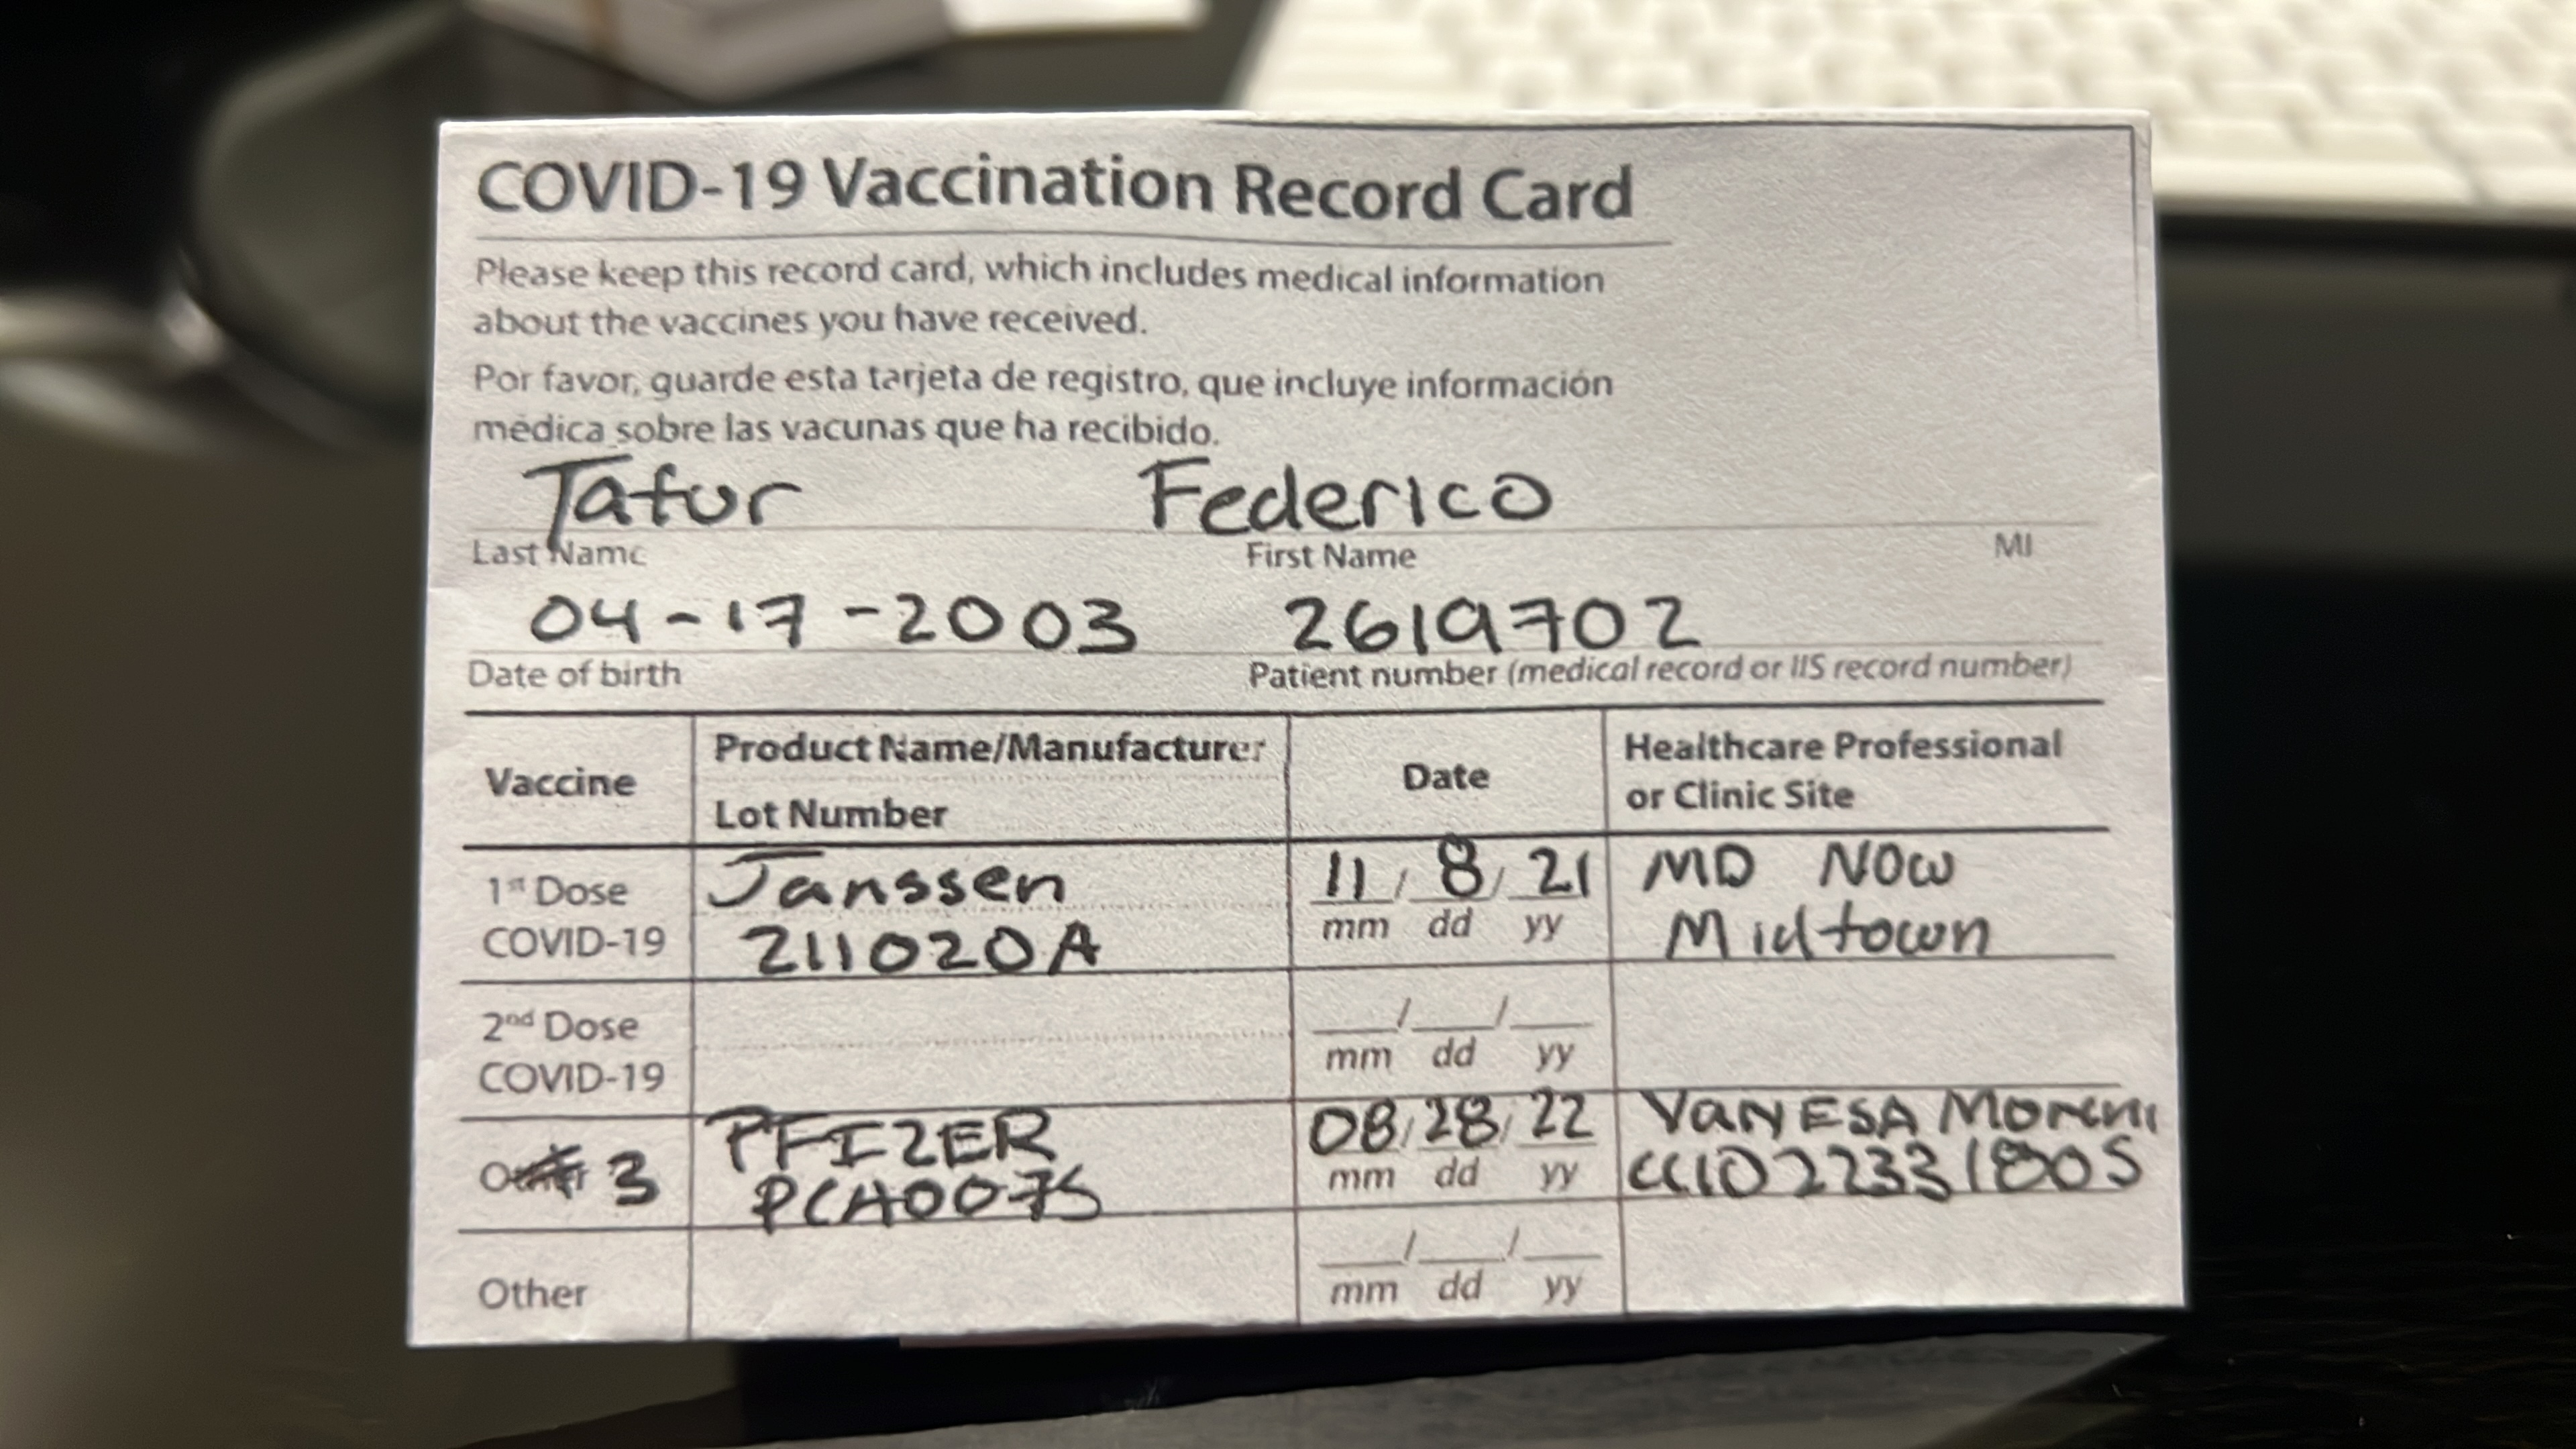 COVID-19 Vaccination Record Card
Please keep this record card, which includes medical information
about the vaccines you have received.
Por favor, guarde esta tarjeta de registro, que incluye información
médica sobre las vacunas que ha recibido.
Tafur Federico
Last Name First Name MI
04-17-2003 2619702
Date of birth Patient number (medical record or IIS record number)
Vaccine
Product Name/Manufacturer
Lot Number
Date
Healthcare Professional
or Clinic Site
1st Dose
COVID-19
Janssen
211020A
11/8/21
mm dd yy
MD Now
Midtown
2nd Dose
COVID-19
__/__/__
mm dd yy
3
PFIZER
PCA0075
08/28/22
mm dd yy
VANESA
CC1022331805
Other
__/__/__
mm dd yy